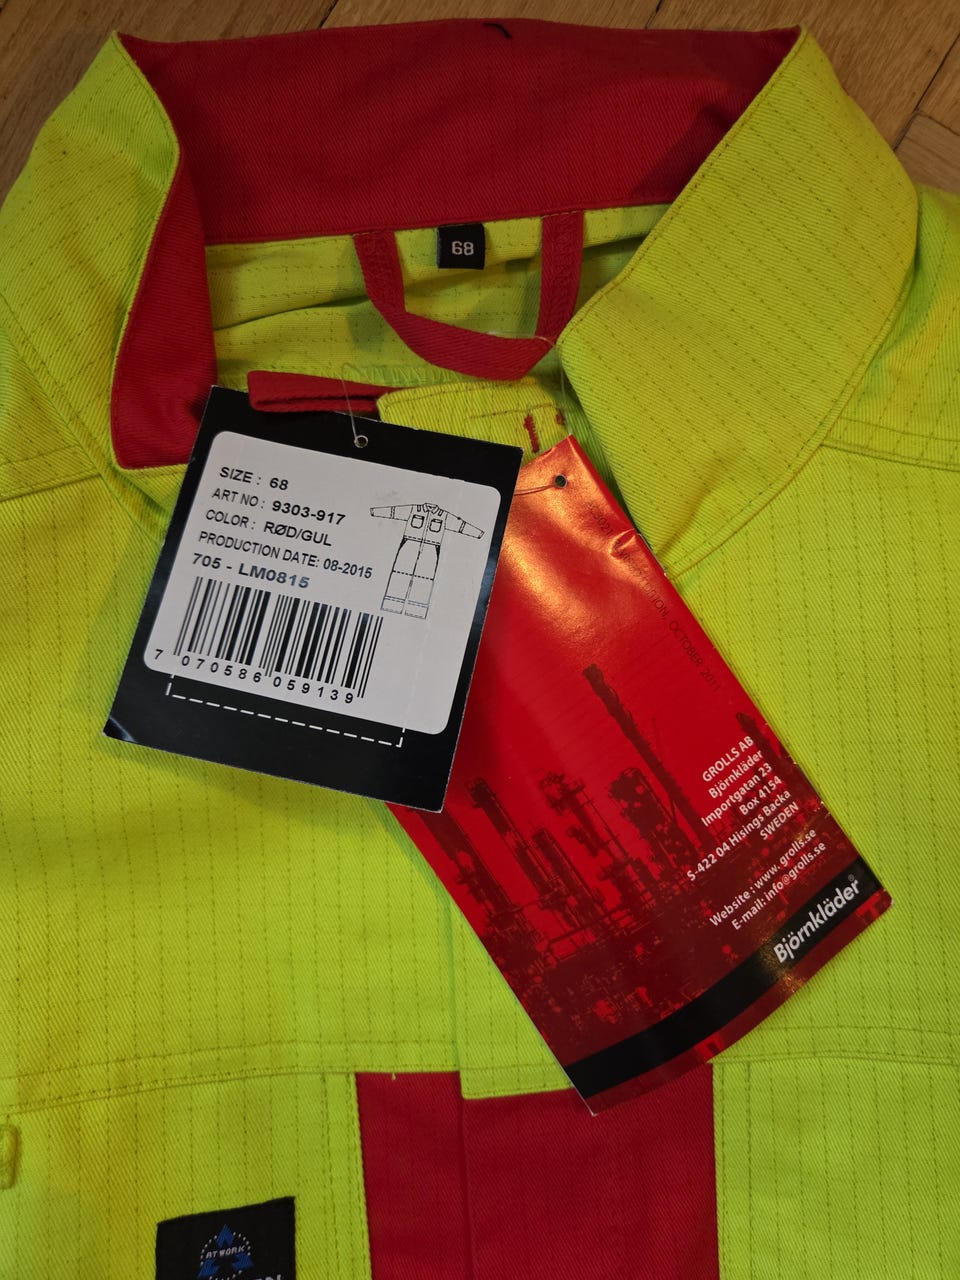 68
SIZE : 68
ART NO : 9303-917
COLOR : RØD/GUL
PRODUCTION DATE: 08-2015
705 - LM0815
7 070586 059139
OCTOBER 2011
GROLLS AB
Björnkläder
Importgatan 23
Box 4154
S-422 04 Hisings Backa
SWEDEN
Website : www. grolls.se
E-mail: info@grolls.se
Björnkläder®
AT WORK